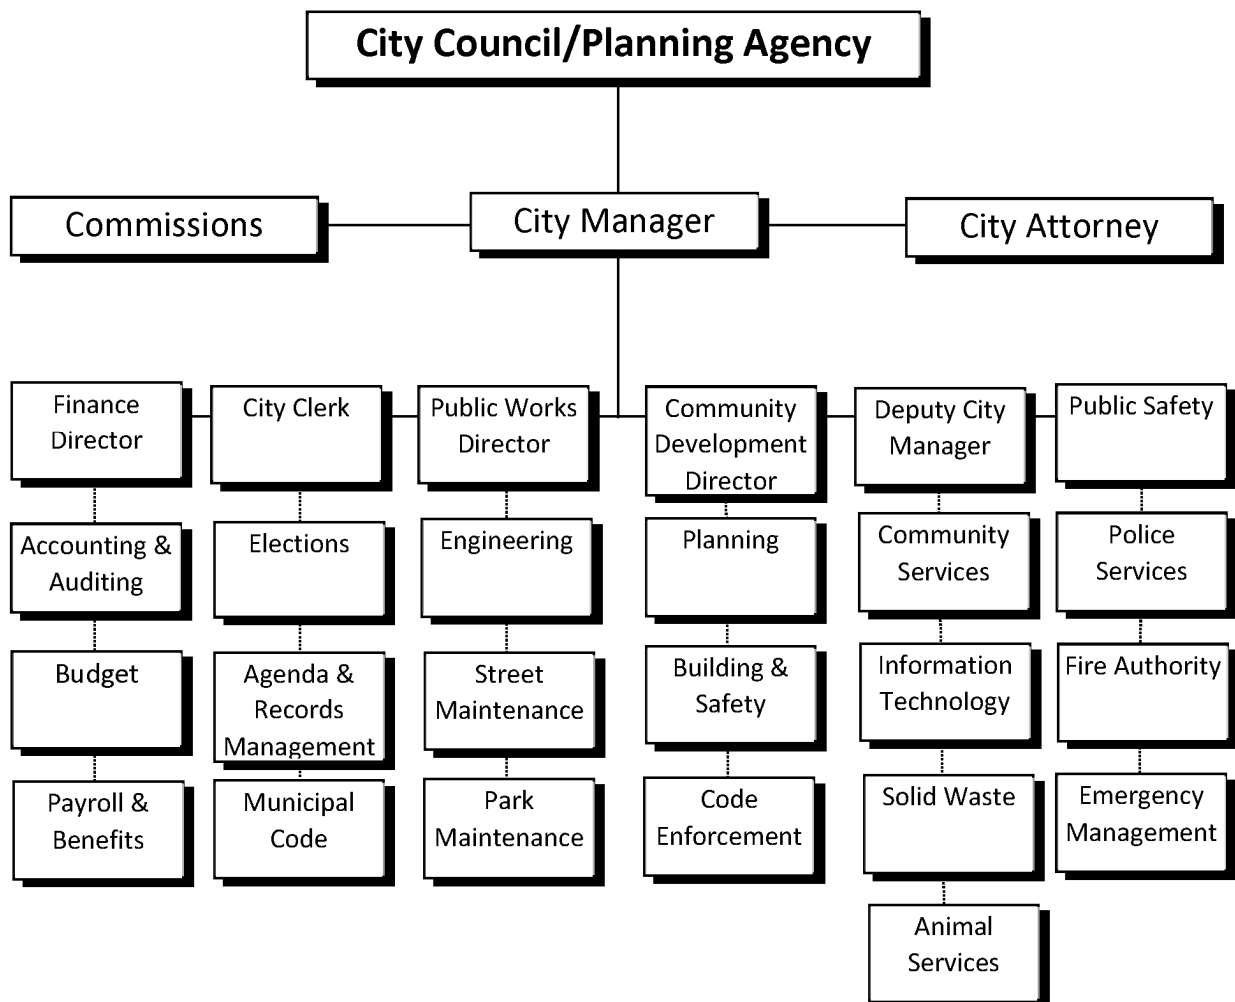 City Council/Planning Agency
Commissions
City Manager
City Attorney
Finance
Director
City Clerk
Public Works
Director
Community
Development
Director
Deputy City
Manager
Public Safety
Accounting &
Auditing
Elections
Engineering
Planning
Community
Services
Police
Services
Budget
Agenda &
Records
Management
Street
Maintenance
Building &
Safety
Information
Technology
Fire Authority
Payroll &
Benefits
Municipal
Code
Park
Maintenance
Code
Enforcement
Solid Waste
Emergency
Management
Animal
Services